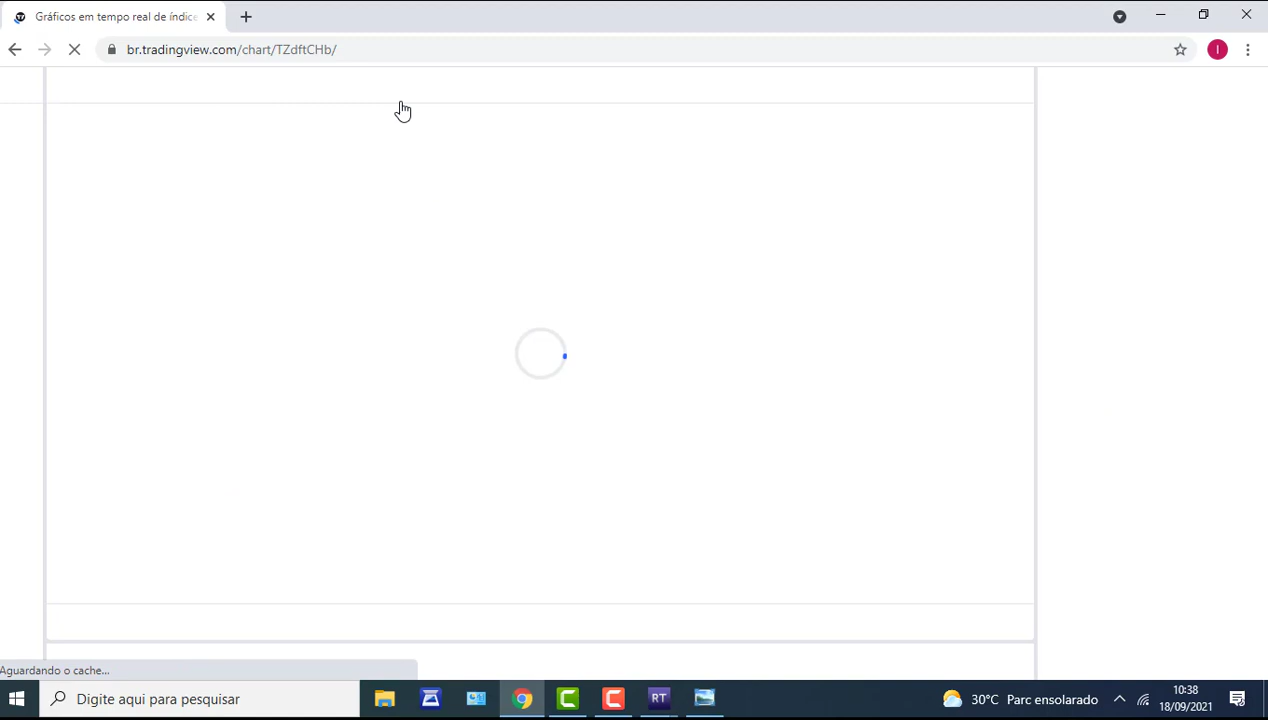 Gráficos em tempo real de índice
br.tradingview.com/chart/TZdftCHb/
I
Aguardando o cache...
Digite aqui para pesquisar
RT
30°C Parc ensolarado
10:38
18/09/2021